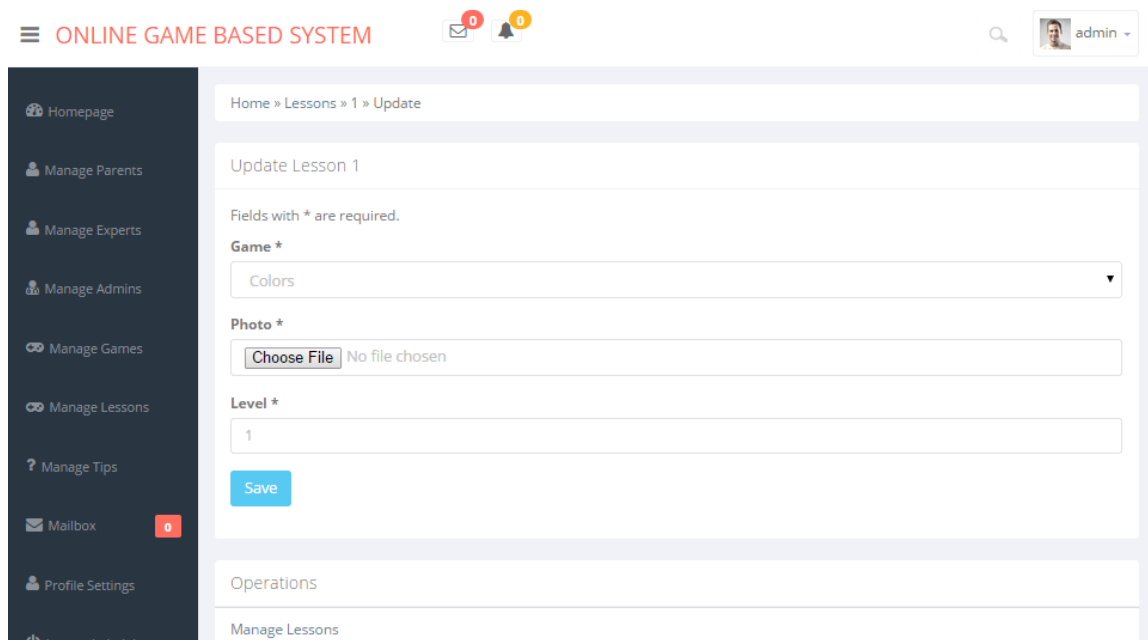 ONLINE GAME BASED SYSTEM
0
0
admin
Homepage
Manage Parents
Manage Experts
Manage Admins
Manage Games
Manage Lessons
? Manage Tips
Mailbox
0
Profile Settings
Home » Lessons » 1 » Update
Update Lesson 1
Fields with * are required.
Game *
Colors
Photo *
Choose File No file chosen
Level *
1
Save
Operations
Manage Lessons